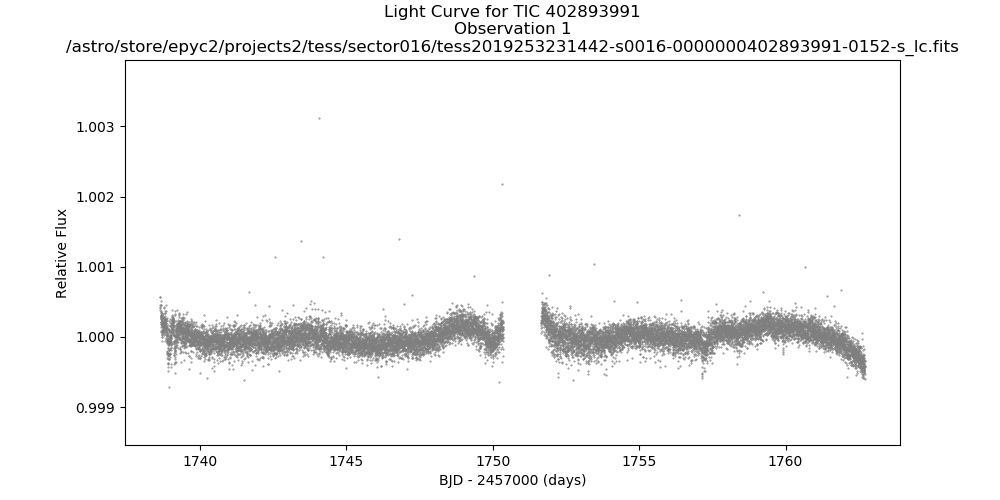 Light Curve for TIC 402893991
Observation 1
/astro/store/epyc2/projects2/tess/sector016/tess2019253231442-s0016-0000000402893991-0152-s_lc.fits
1.003
1.002
1.001
1.000
0.999
Relative Flux
1740
1745
1750
1755
1760
BJD - 2457000 (days)